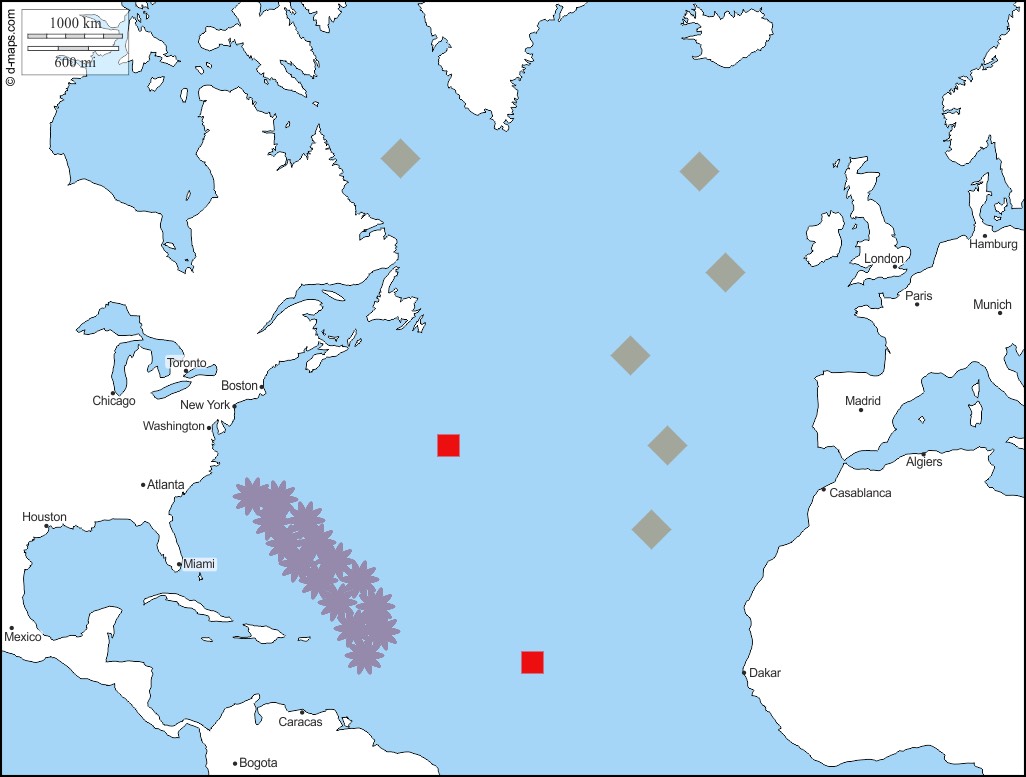 1000 km
600 mi
© d-maps.com
Hamburg
London
Paris
Munich
Toronto
Boston
Chicago
New York
Madrid
Washington
Algiers
Atlanta
Casablanca
Houston
Miami
Mexico
Dakar
Caracas
Bogota